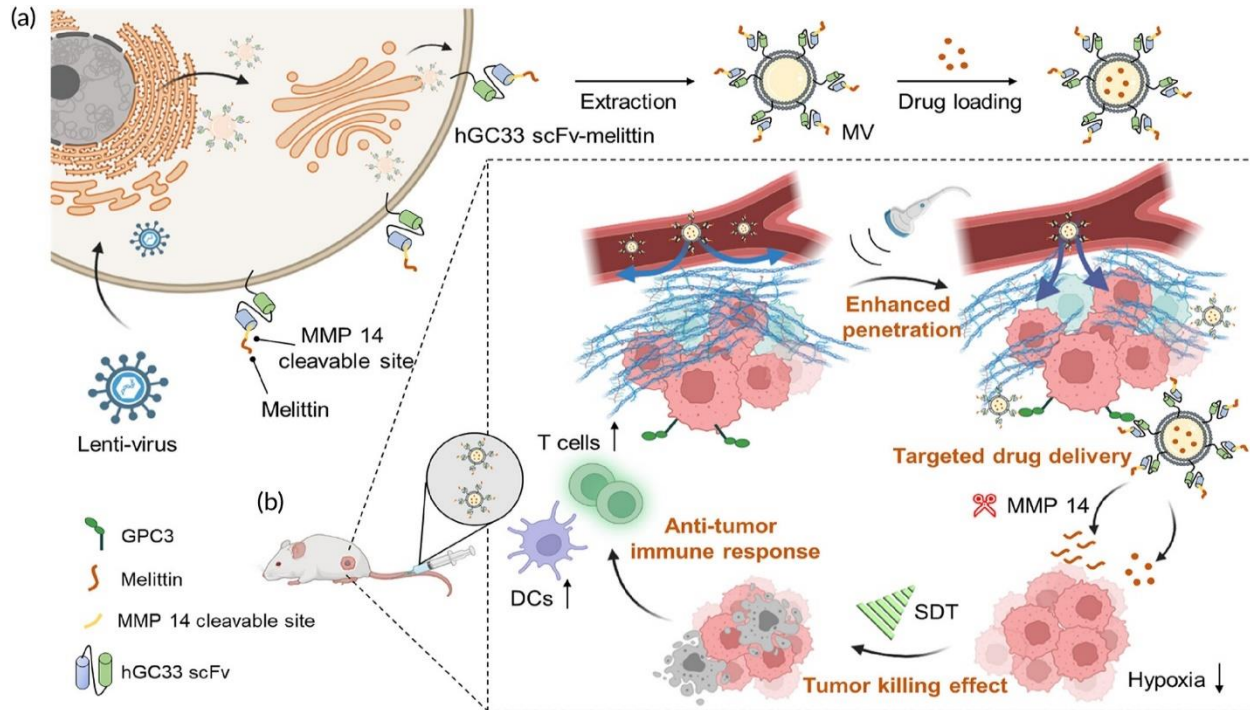 (a)
hGC33 scFv-melittin
Extraction
MV
Drug loading
MMP 14
cleavable site
Melittin
Lenti-virus
Enhanced
penetration
Targeted drug delivery
MMP 14
Hypoxia ↓
SDT
Tumor killing effect
Anti-tumor
immune response
T cells ↑
DCs ↑
(b)
GPC3
Melittin
MMP 14 cleavable site
hGC33 scFv